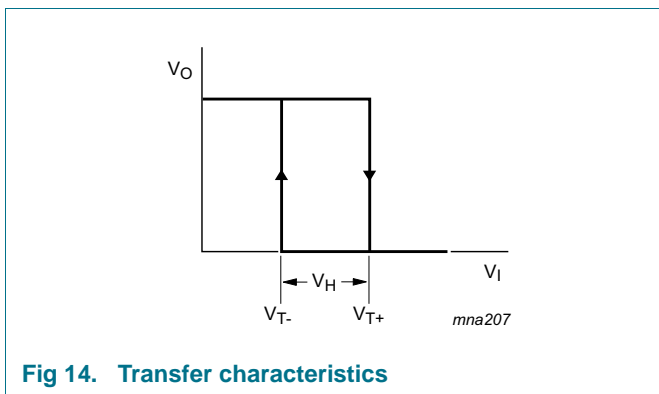 VO
VI
VH
VT-
VT+
mna207
Fig 14. Transfer characteristics